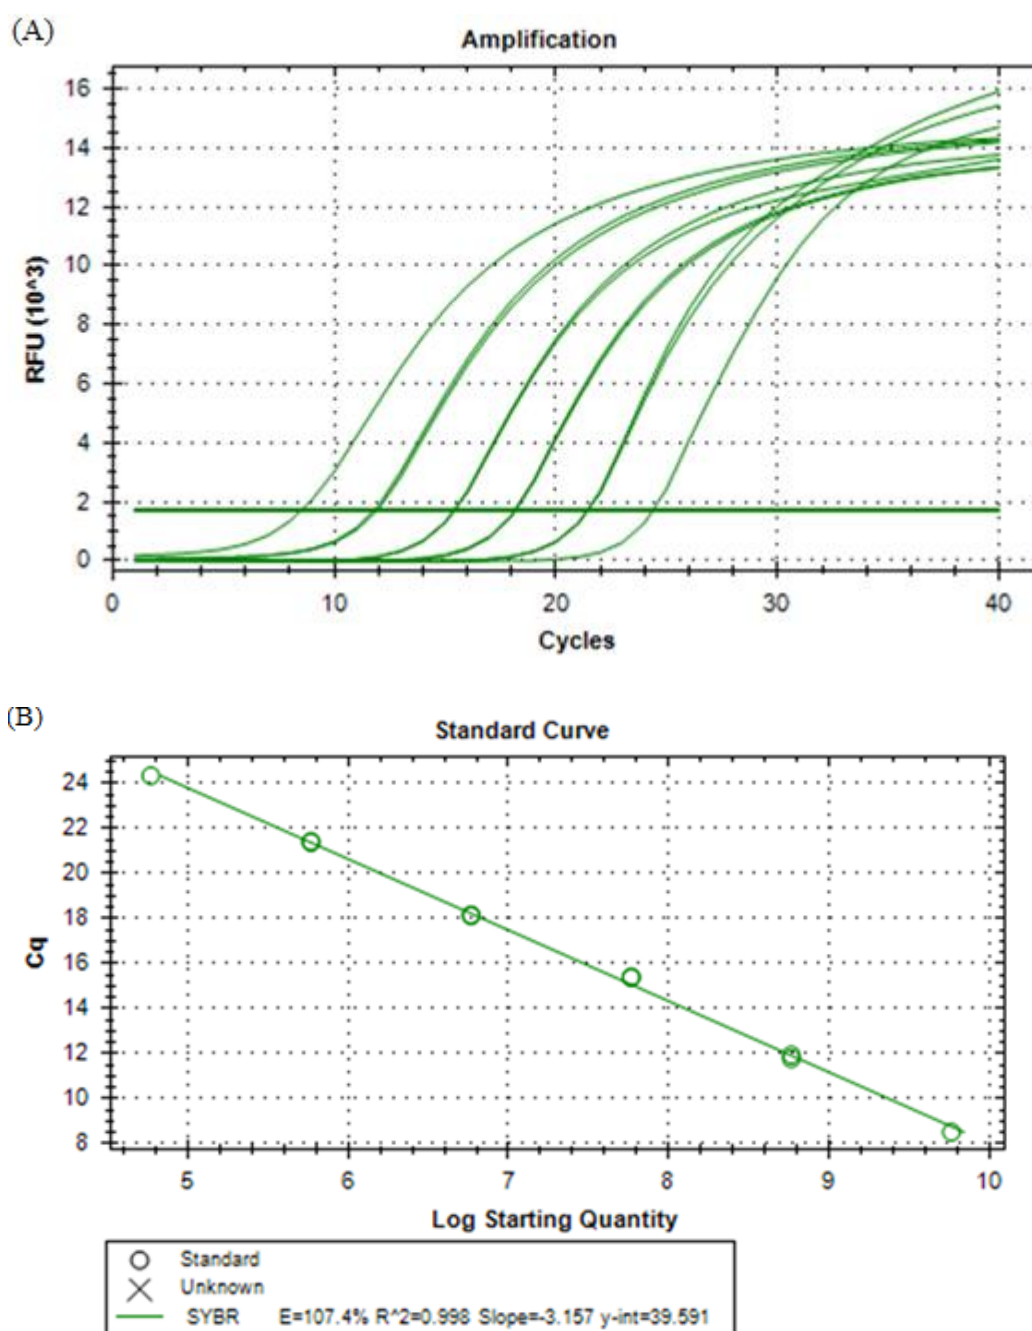 (A)
Amplification
16
14
12
10
8
6
4
2
0
RFU (10^3)
0 10 20 30 40
Cycles
(B)
Standard Curve
24
22
20
18
16
14
12
10
8
Cq
5 6 7 8 9 10
Log Starting Quantity
Standard
Unknown
SYBR E=107.4% R^2=0.998 Slope=-3.157 y-int=39.591